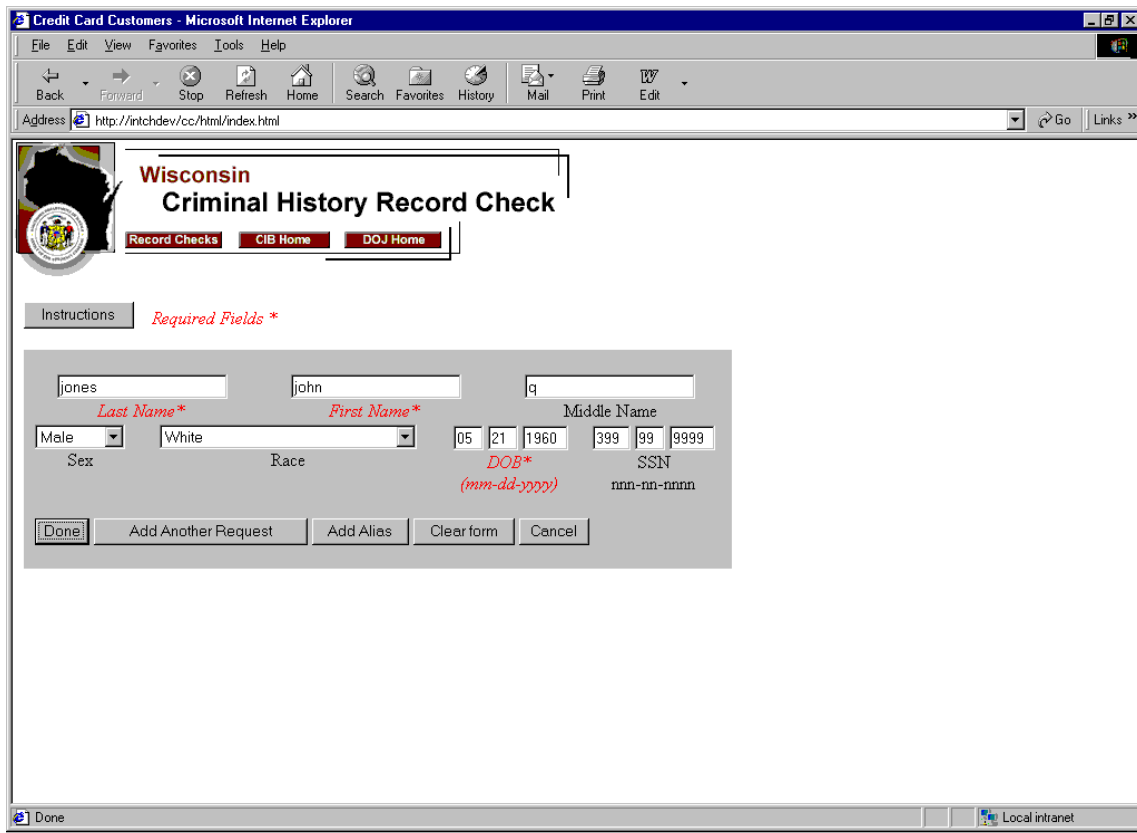 Credit Card Customers - Microsoft Internet Explorer
File Edit View Favorites Tools Help
Back Forward Stop Refresh Home Search Favorites History Mail Print Edit
Address http://intchdev/cc/html/index.html Go Links »
Wisconsin
Criminal History Record Check
Record Checks CIB Home DOJ Home
Instructions Required Fields *
jones john q
Last Name* First Name* Middle Name
Male White 05 21 1960 399 99 9999
Sex Race DOB* SSN
(mm-dd-yyyy) nnn-nn-nnnn
Done Add Another Request Add Alias Clear form Cancel
Done Local intranet